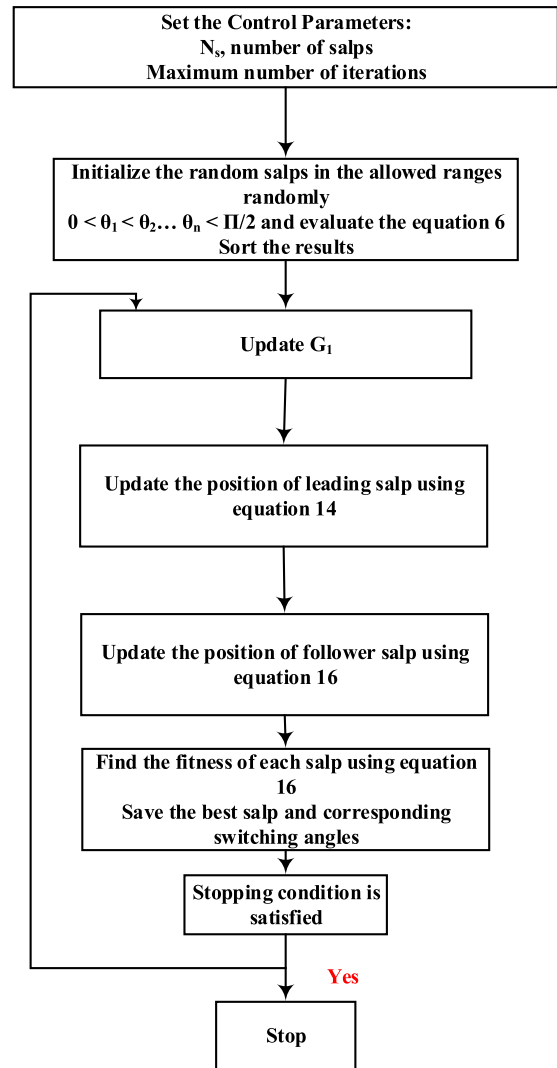 Set the Control Parameters:
Ns, number of salps
Maximum number of iterations
Initialize the random salps in the allowed ranges
randomly
0 < θ1 < θ2… θn < Π/2 and evaluate the equation 6
Sort the results
Update G1
Update the position of leading salp using
equation 14
Update the position of follower salp using
equation 16
Find the fitness of each salp using equation
16
Save the best salp and corresponding
switching angles
Stopping condition is
satisfied
Yes
Stop